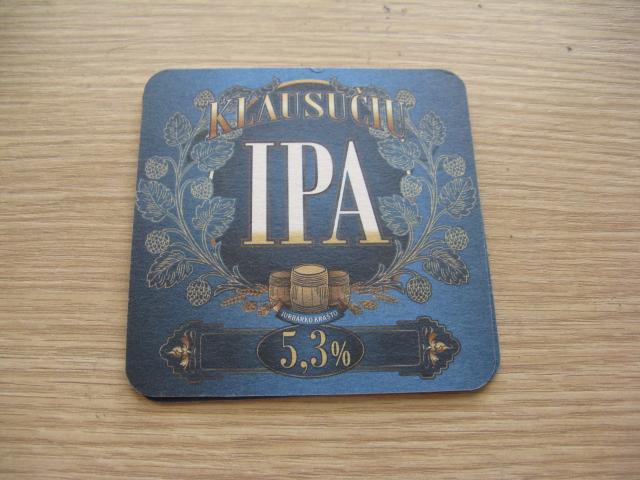 KLAUSUČIŲ
IPA
JURBARKO KRAŠTO
5,3%